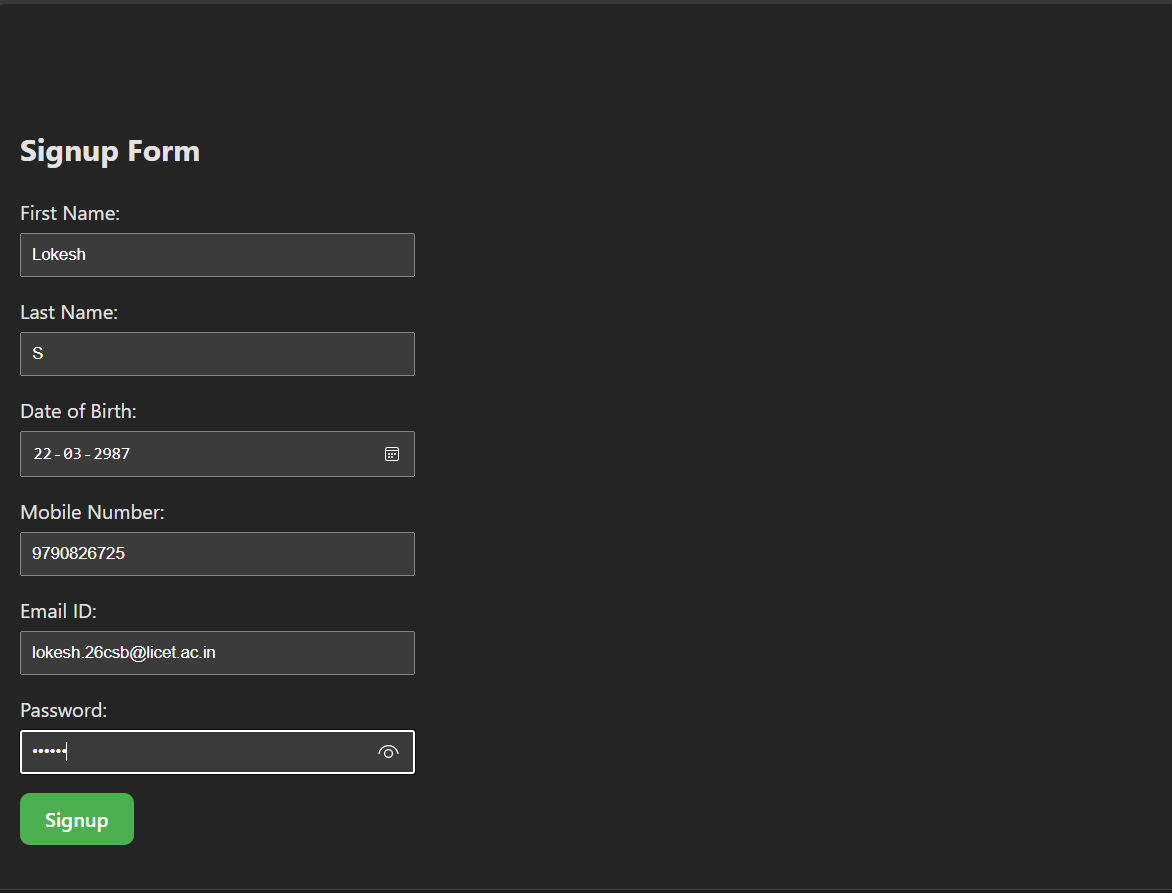 Signup Form
First Name:
Lokesh
Last Name:
S
Date of Birth:
22-03-2987
Mobile Number:
9790826725
Email ID:
lokesh.26csb@licet.ac.in
Password:
••••••
Signup